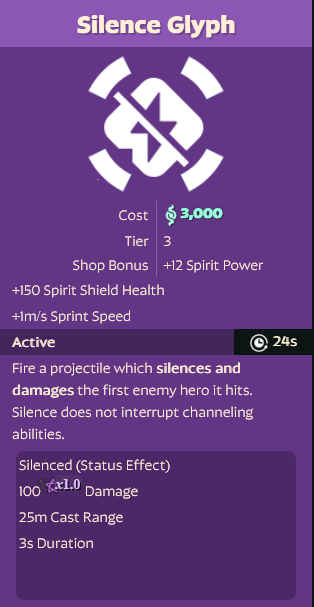 Silence Glyph
Cost 3,000
Tier 3
Shop Bonus +12 Spirit Power
+150 Spirit Shield Health
+1m/s Sprint Speed
Active 24s
Fire a projectile which silences and
damages the first enemy hero it hits.
Silence does not interrupt channeling
abilities.
Silenced (Status Effect)
100 x1.0 Damage
25m Cast Range
3s Duration